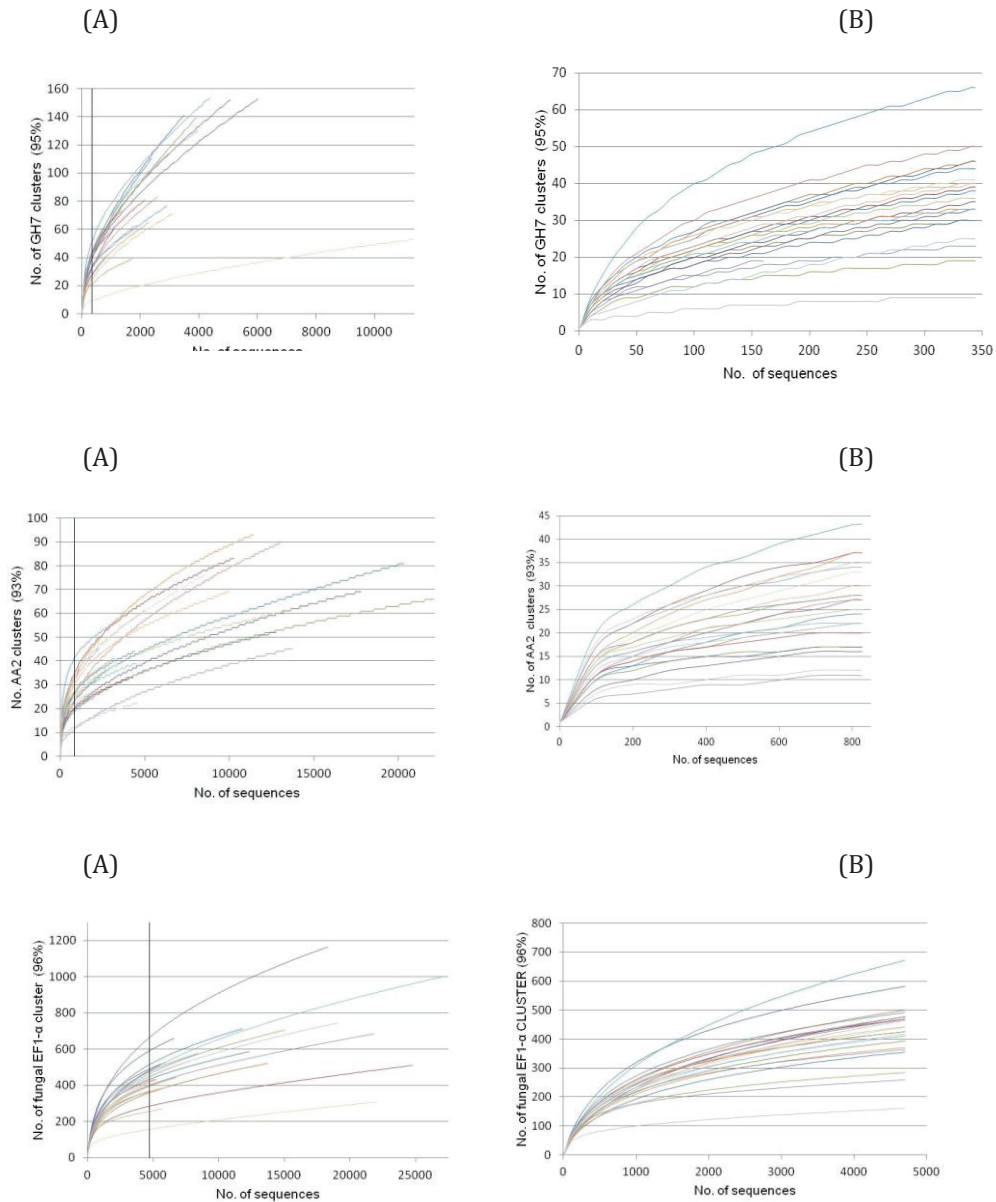 (A)
(B)
160
140
120
100
80
60
40
20
0
No. of GH7 clusters (95%)
0 2000 4000 6000 8000 10000
No. of sequences
70
60
50
40
30
20
10
0
No. of GH7 clusters (95%)
0 50 100 150 200 250 300 350
No. of sequences
(A)
(B)
100
90
80
70
60
50
40
30
20
10
0
No. AA2 clusters (93%)
0 5000 10000 15000 20000
No. of sequences
45
40
35
30
25
20
15
10
5
0
No. of AA2 clusters (93%)
0 200 400 600 800
No. of sequences
(A)
(B)
1200
1000
800
600
400
200
0
No. of fungal EF1-α cluster (96%)
0 5000 10000 15000 20000 25000
No. of sequences
800
700
600
500
400
300
200
100
0
No. of fungal EF1-α CLUSTER (96%)
0 1000 2000 3000 4000 5000
No. of sequences